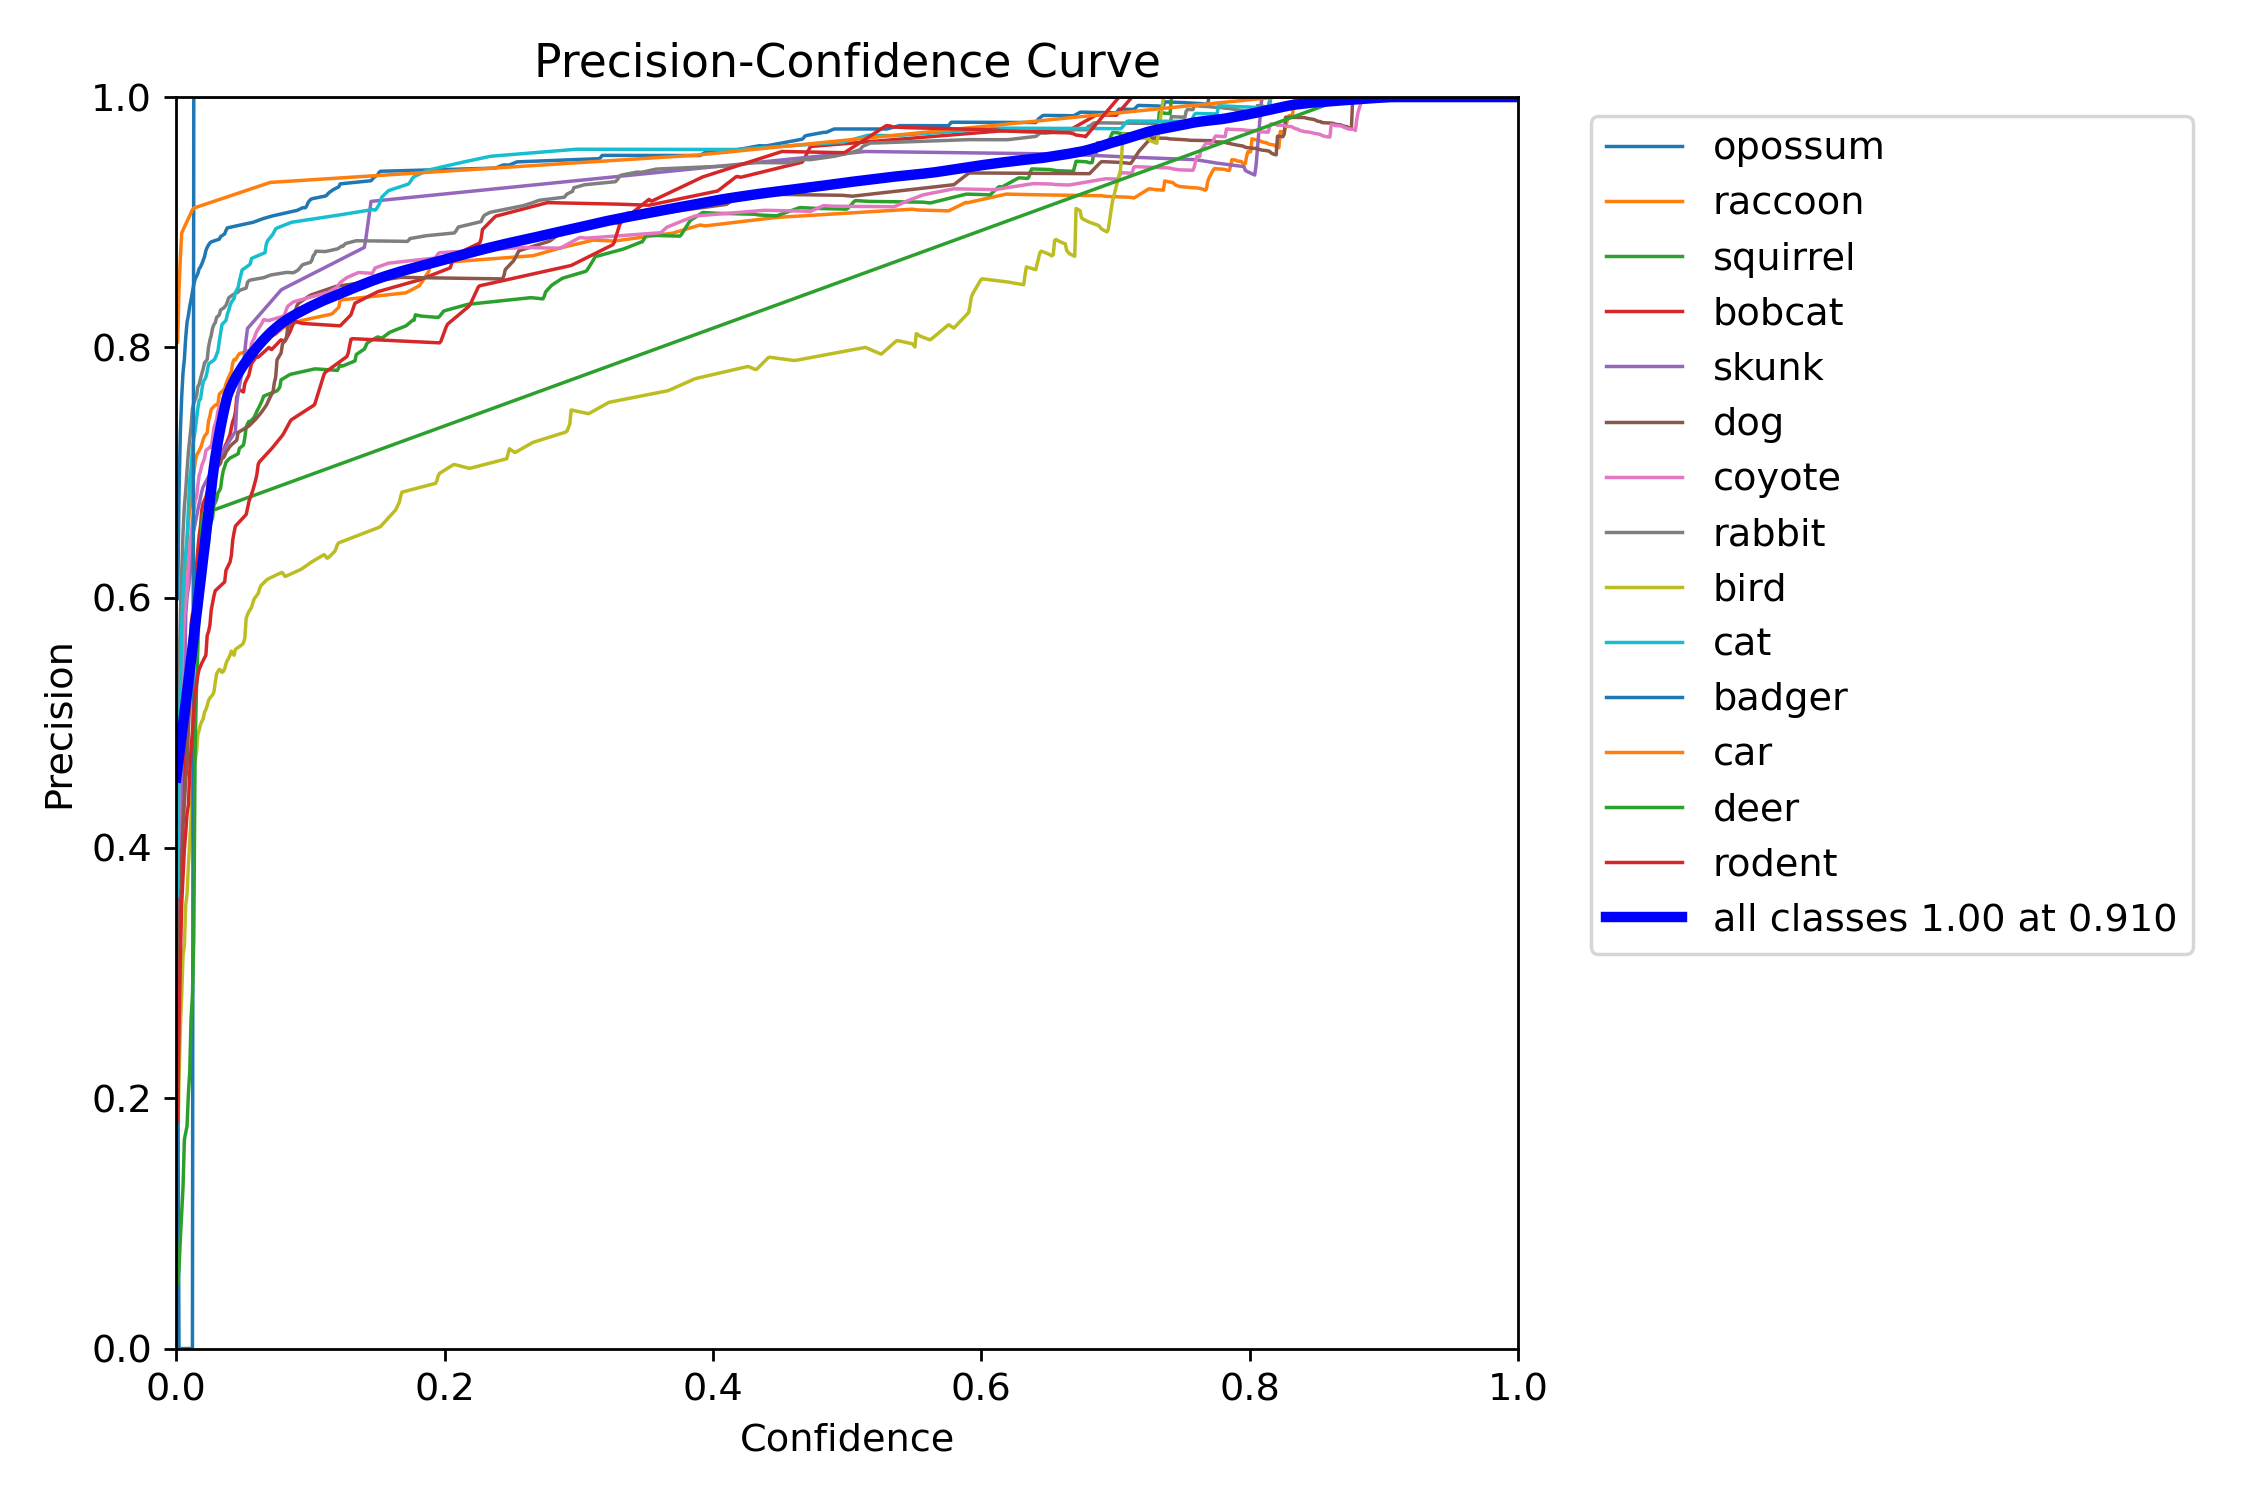 Precision-Confidence Curve
1.0
0.8
0.6
0.4
0.2
0.0
Precision
0.0 0.2 0.4 0.6 0.8 1.0
Confidence
opossum
raccoon
squirrel
bobcat
skunk
dog
coyote
rabbit
bird
cat
badger
car
deer
rodent
all classes 1.00 at 0.910